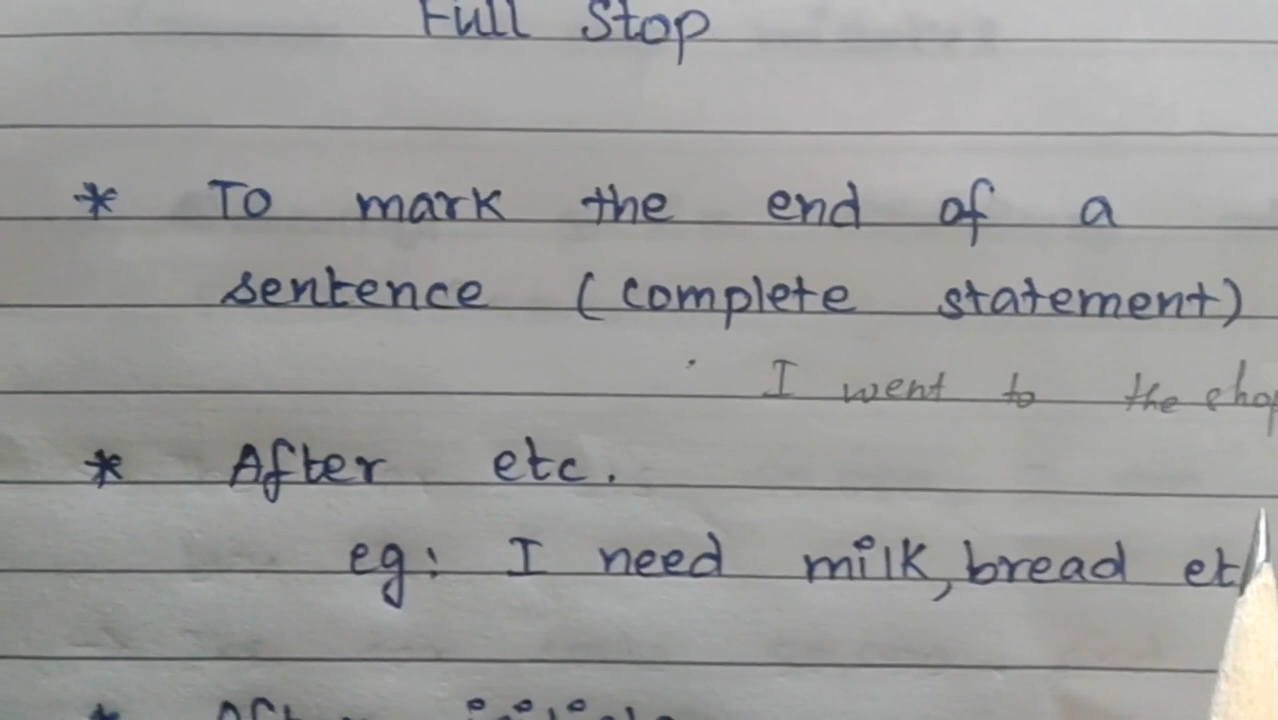 Full Stop
* To mark the end of a
sentence (complete statement)
I went to the
* After etc.
eg: I need milk, bread
* After